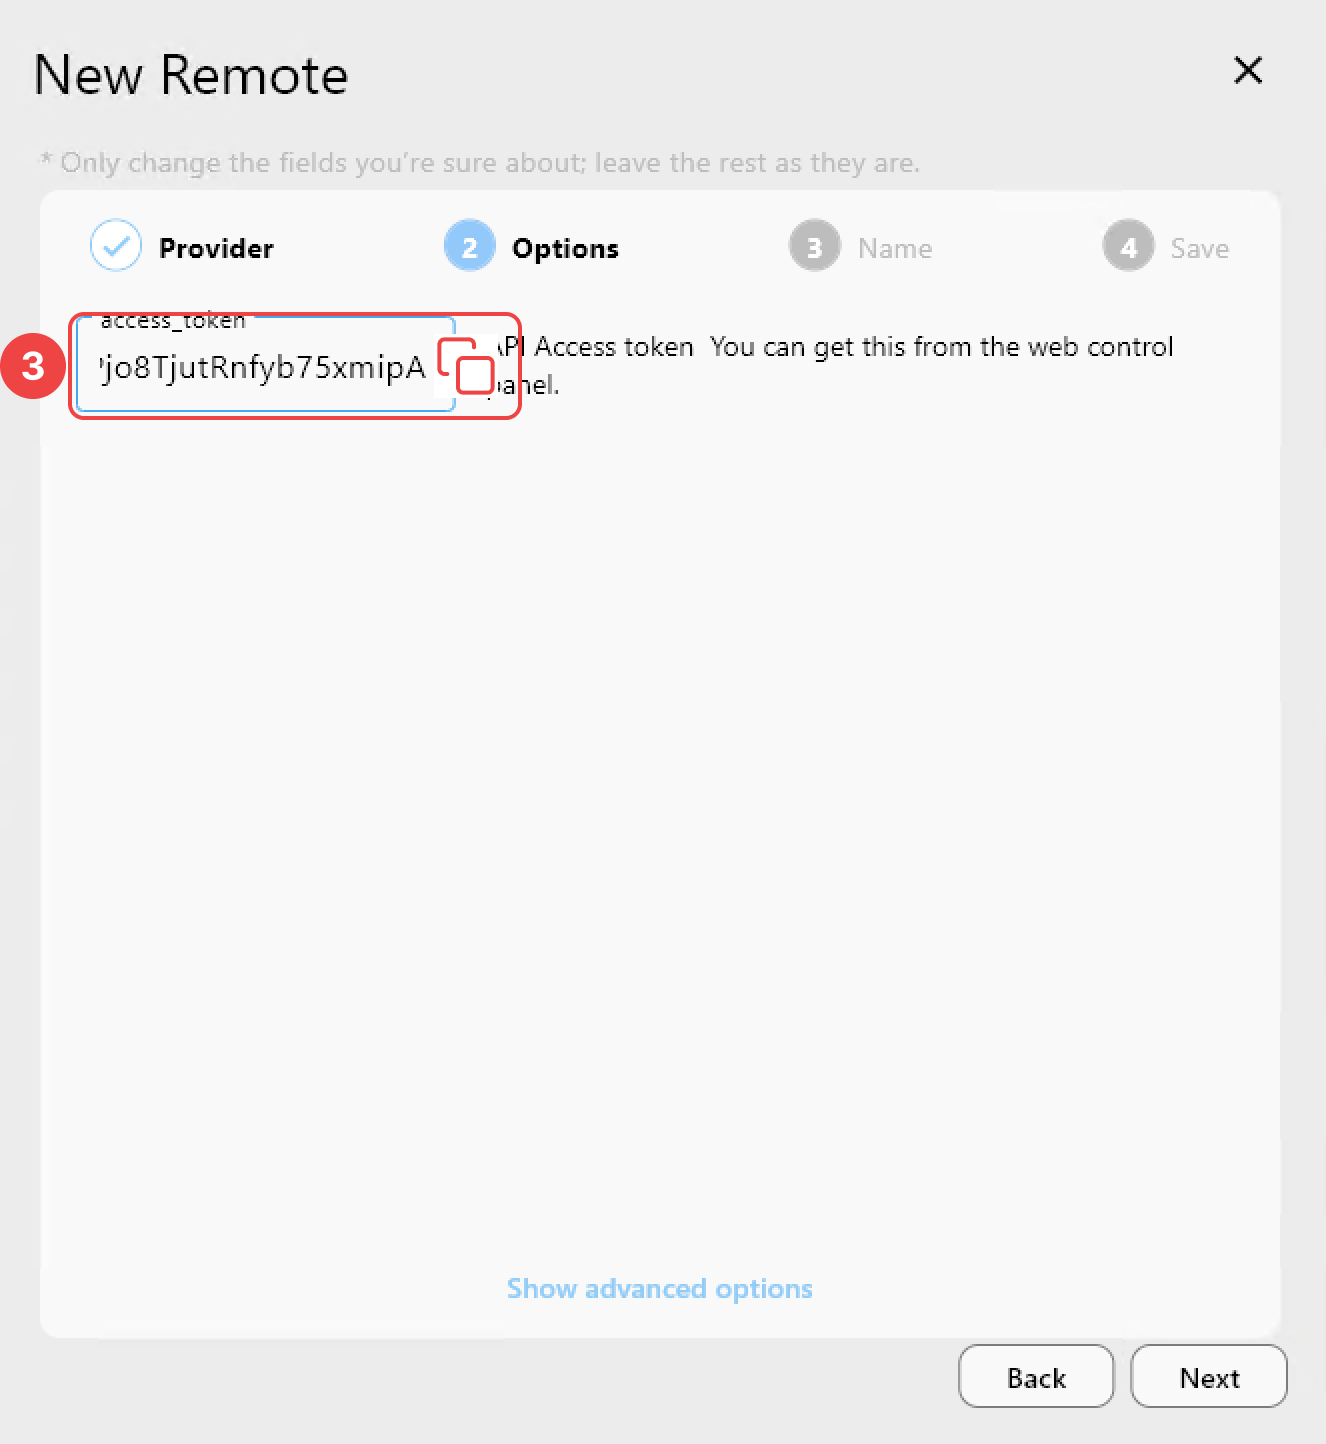 New Remote
* Only change the fields you're sure about; leave the rest as they are.
Provider
2 Options
3 Name
4 Save
access_token
3
jo8TjutRnfyb75xmipA
API Access token  You can get this from the web control
panel.
Show advanced options
Back
Next